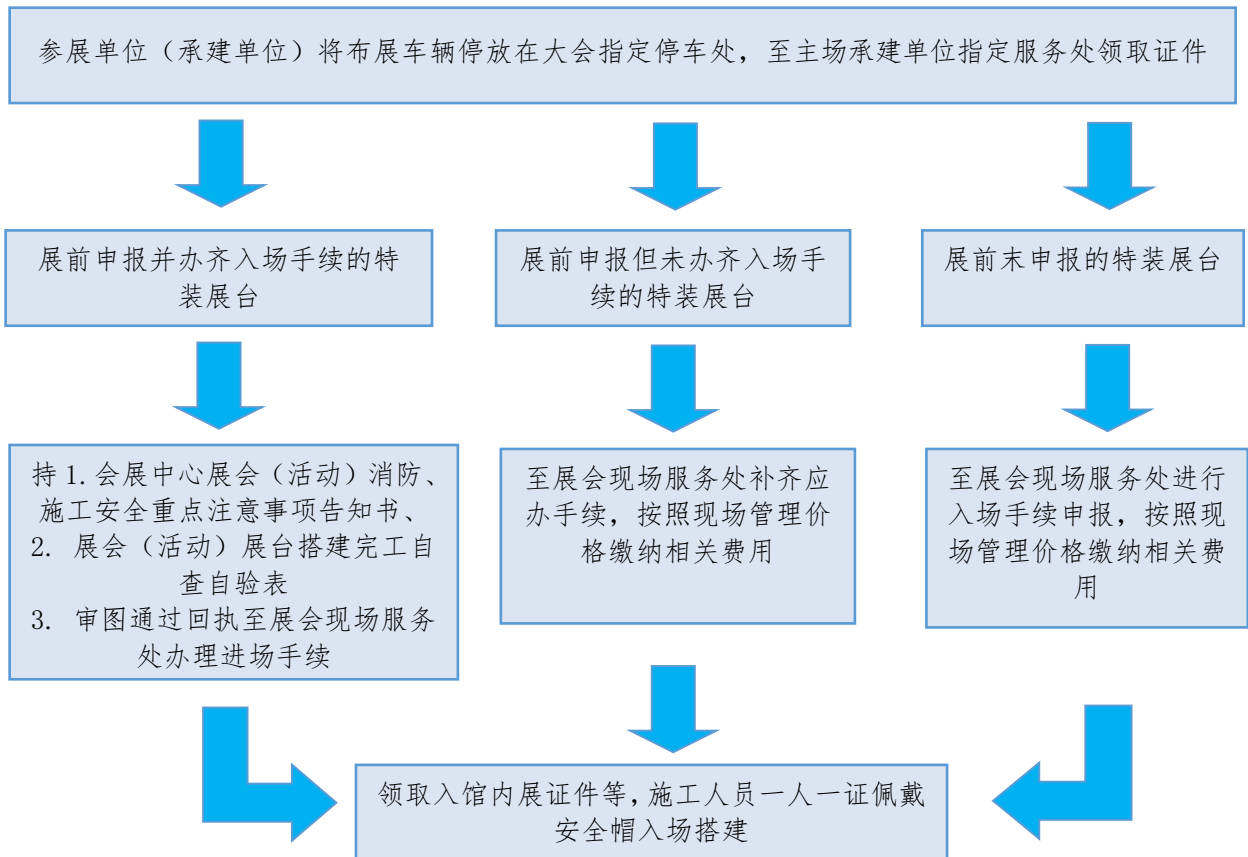 参展单位（承建单位）将布展车辆停放在大会指定停车处，至主场承建单位指定服务处领取证件
展前申报并办齐入场手续的特
装展台
展前申报但未办齐入场手
续的特装展台
展前末申报的特装展台
持 1.会展中心展会（活动）消防、
施工安全重点注意事项告知书、
2. 展会（活动）展台搭建完工自
查自验表
3. 审图通过回执至展会现场服务
处办理进场手续
至展会现场服务处补齐应
办手续，按照现场管理价
格缴纳相关费用
至展会现场服务处进行
入场手续申报，按照现
场管理价格缴纳相关费
用
领取入馆内展证件等，施工人员一人一证佩戴
安全帽入场搭建